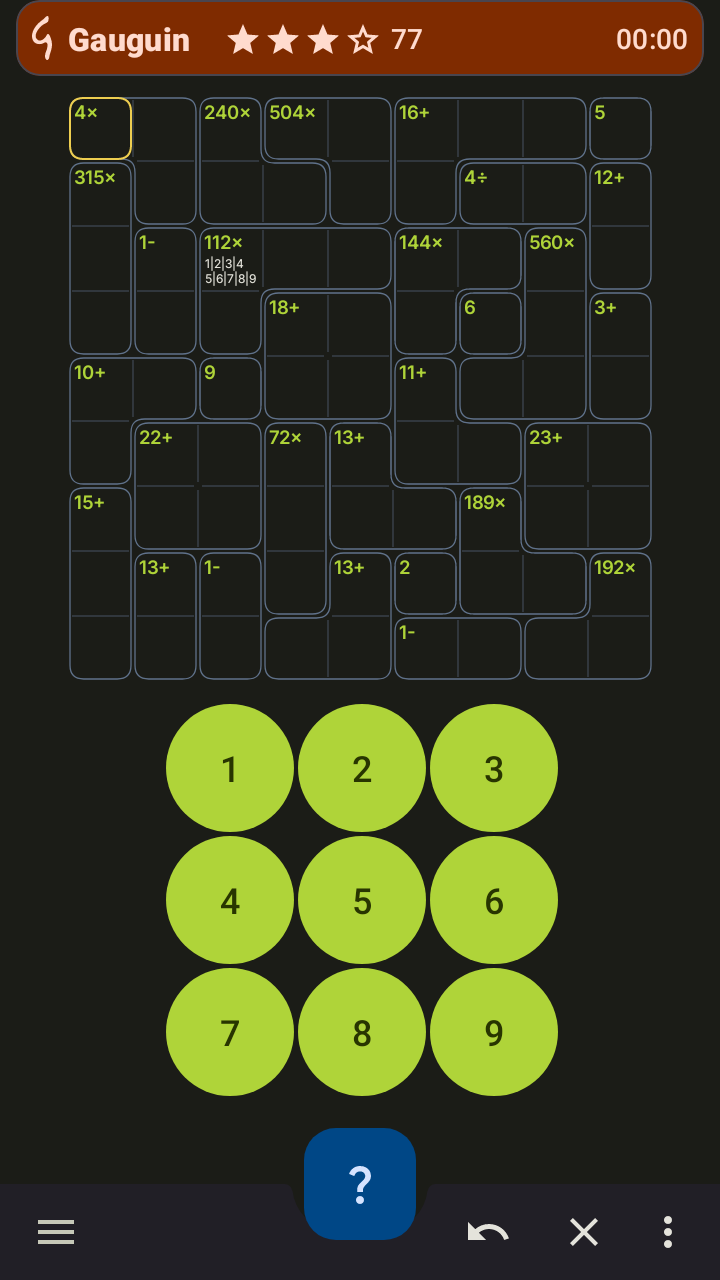 Gauguin 77 00:00
4× 240× 504× 16+ 5
315× 4÷ 12+
1- 112× 144× 560×
1|2|3|4
5|6|7|8|9
18+ 6 3+
10+ 9 11+
22+ 72× 13+ 23+
15+ 189×
13+ 1- 13+ 2 192×
1-
1 2 3
4 5 6
7 8 9
?